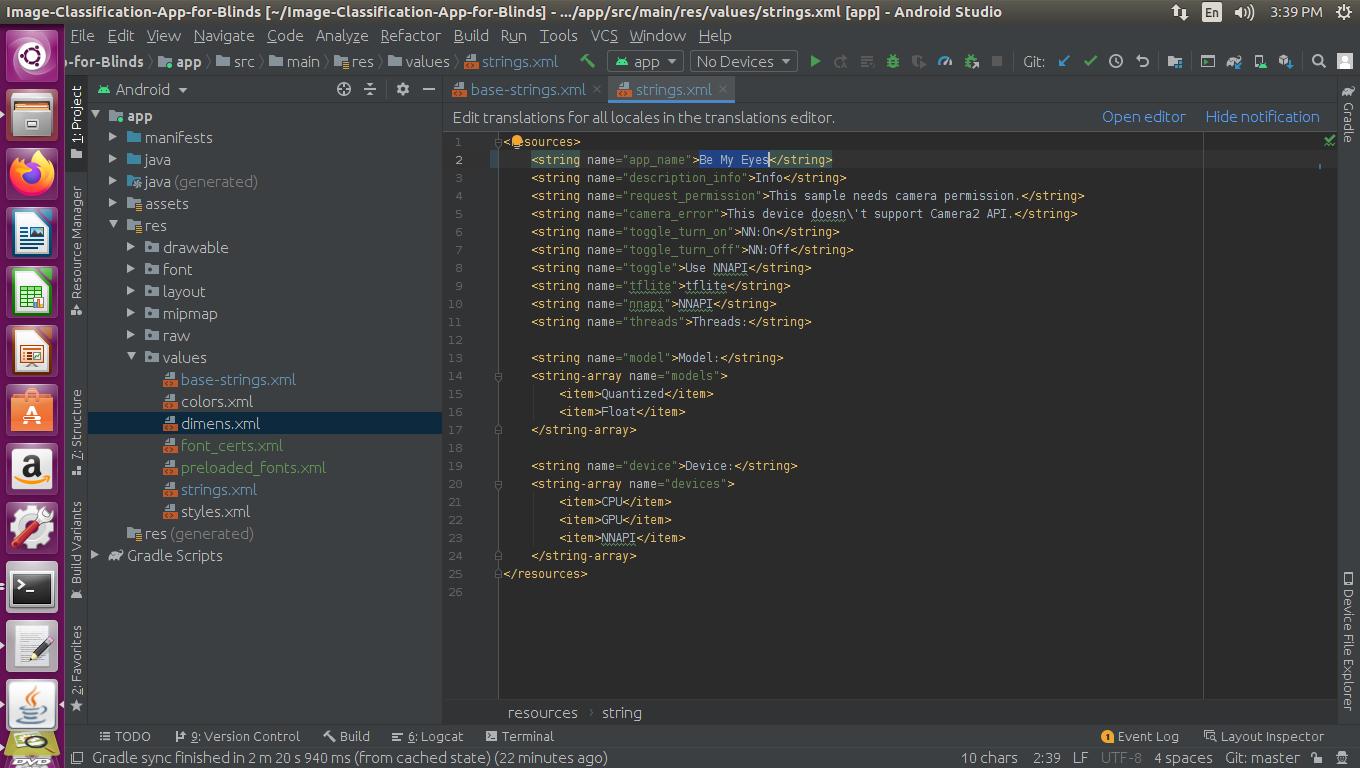 Image-Classification-App-for-Blinds [~/Image-Classification-App-for-Blinds] - .../app/src/main/res/values/strings.xml [app] - Android Studio
En 3:39 PM
File Edit View Navigate Code Analyze Refactor Build Run Tools VCS Window Help
p-for-Blinds app src main res values strings.xml app No Devices Git:
1: Project
Resource Manager
7: Structure
Build Variants
2: Favorites
Android
app
manifests
java
java (generated)
assets
res
drawable
font
layout
mipmap
raw
values
base-strings.xml
colors.xml
dimens.xml
font_certs.xml
preloaded_fonts.xml
strings.xml
styles.xml
res (generated)
Gradle Scripts
base-strings.xml strings.xml
Edit translations for all locales in the translations editor. Open editor Hide notification
1 < sources>
2 <string name="app_name">Be My Eyes</string>
3 <string name="description_info">Info</string>
4 <string name="request_permission">This sample needs camera permission.</string>
5 <string name="camera_error">This device doesn\'t support Camera2 API.</string>
6 <string name="toggle_turn_on">NN:On</string>
7 <string name="toggle_turn_off">NN:Off</string>
8 <string name="toggle">Use NNAPI</string>
9 <string name="tflite">tflite</string>
10 <string name="nnapi">NNAPI</string>
11 <string name="threads">Threads:</string>
12
13 <string name="model">Model:</string>
14 <string-array name="models">
15 <item>Quantized</item>
16 <item>Float</item>
17 </string-array>
18
19 <string name="device">Device:</string>
20 <string-array name="devices">
21 <item>CPU</item>
22 <item>GPU</item>
23 <item>NNAPI</item>
24 </string-array>
25 </resources>
26
resources string
Gradle
Device File Explorer
TODO 9: Version Control Build 6: Logcat Terminal 1 Event Log Layout Inspector
Gradle sync finished in 2 m 20 s 940 ms (from cached state) (22 minutes ago) 10 chars 2:39 LF UTF-8 4 spaces Git: master
a
DVD